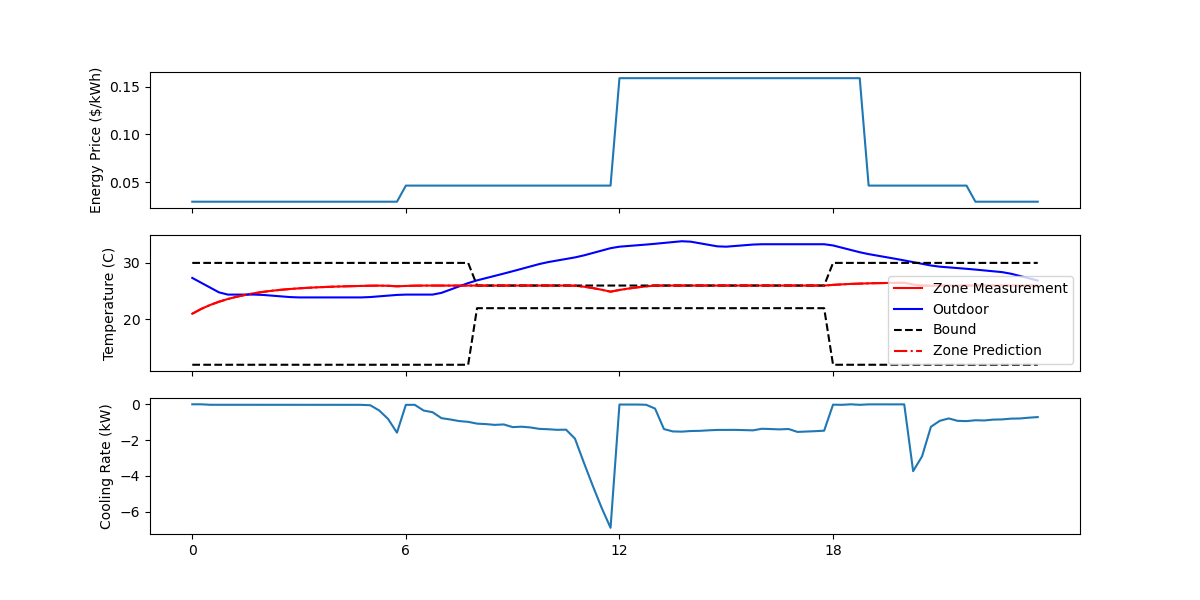 Energy Price ($/kWh)
0.15
0.10
0.05
Temperature (C)
30
20
Zone Measurement
Outdoor
Bound
Zone Prediction
Cooling Rate (kW)
0
−2
−4
−6
0
6
12
18